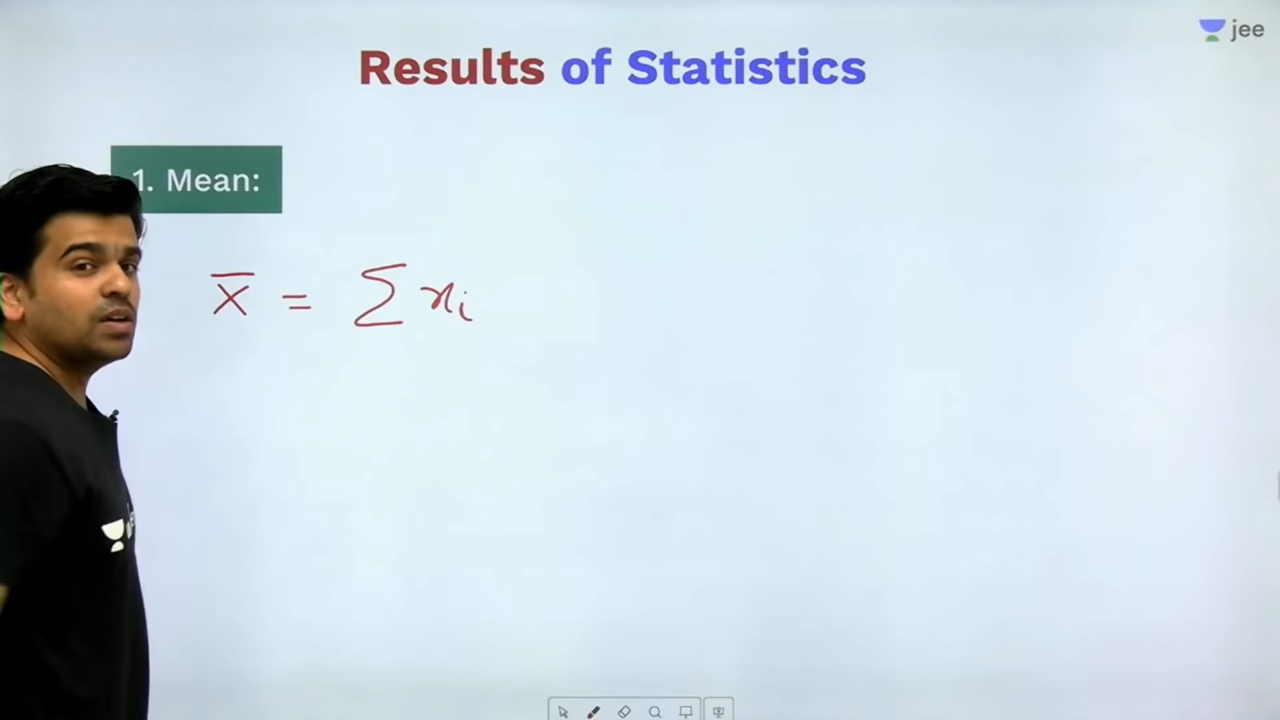 jee
Results of Statistics
1. Mean:
x̄ = ∑ xᵢ